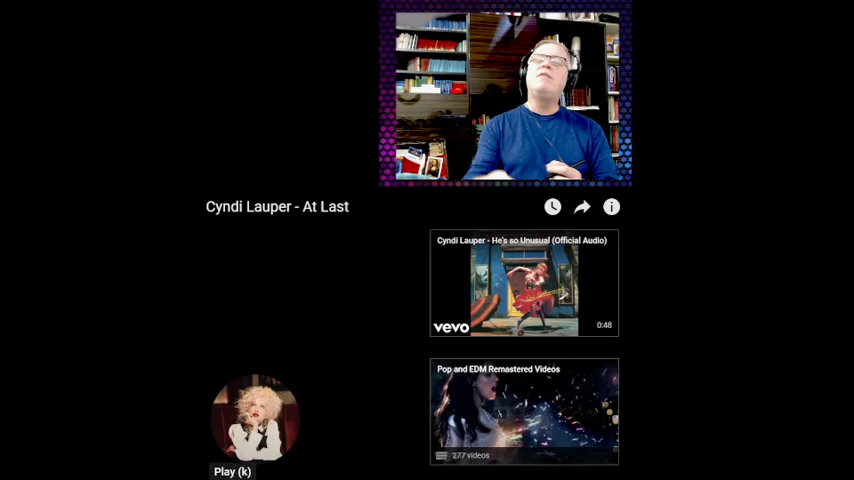 Cyndi Lauper - At Last
Cyndi Lauper - He's so Unusual (Official Audio)
vevo
0:48
Pop and EDM Remastered Videos
277 videos
Play (k)